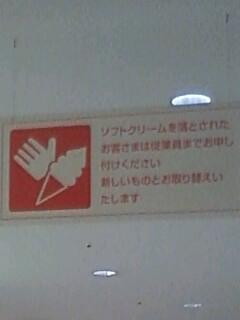 ソフトクリームを落とされた
お客さまは従業員までお申し
付けください
新しいものとお取り替えい
たします